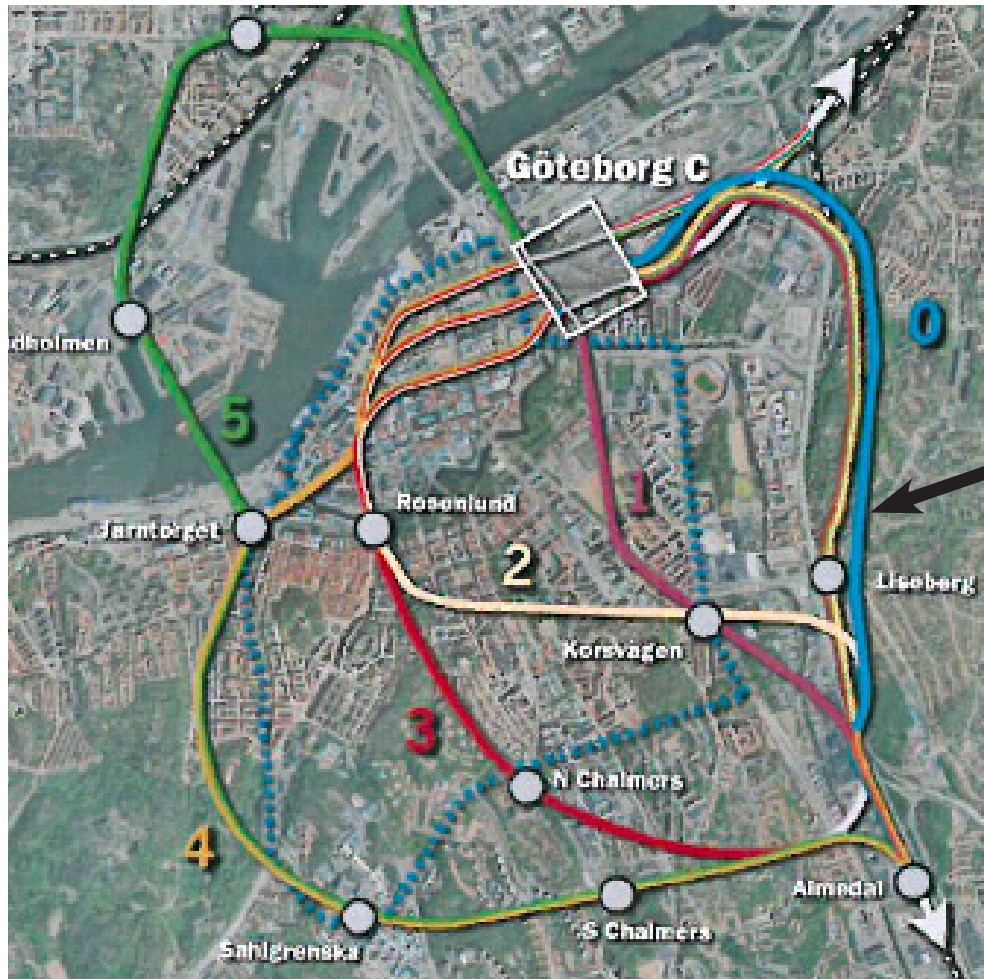 Göteborg C
0
dholmen
5
Rosenlund
1
Järntorget
2
Liseberg
Korsvägen
3
N Chalmers
4
Almedal
S Chalmers
Sahlgrenska